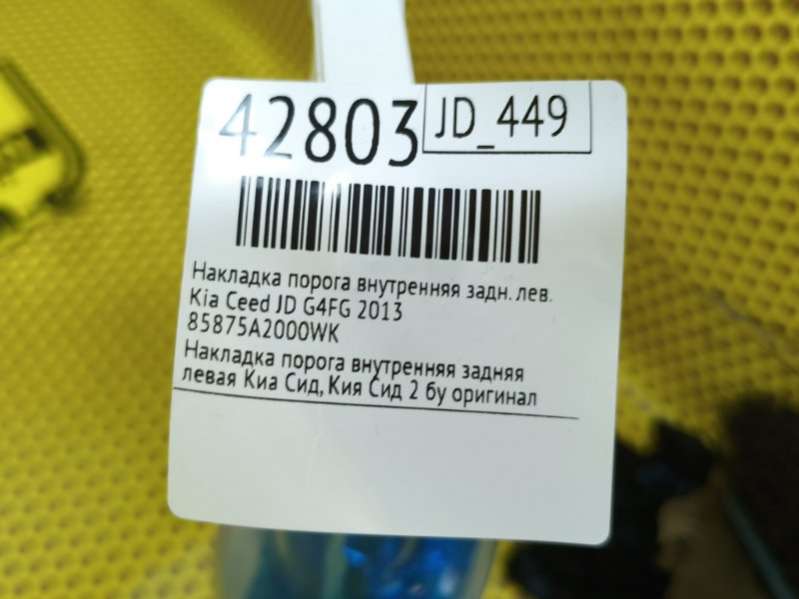 42803
JD_449
Накладка порога внутренняя задн. лев.
Kia Ceed JD G4FG 2013
85875A2000WK
Накладка порога внутренняя задняя
левая Киа Сид, Кия Сид 2 бу оригинал